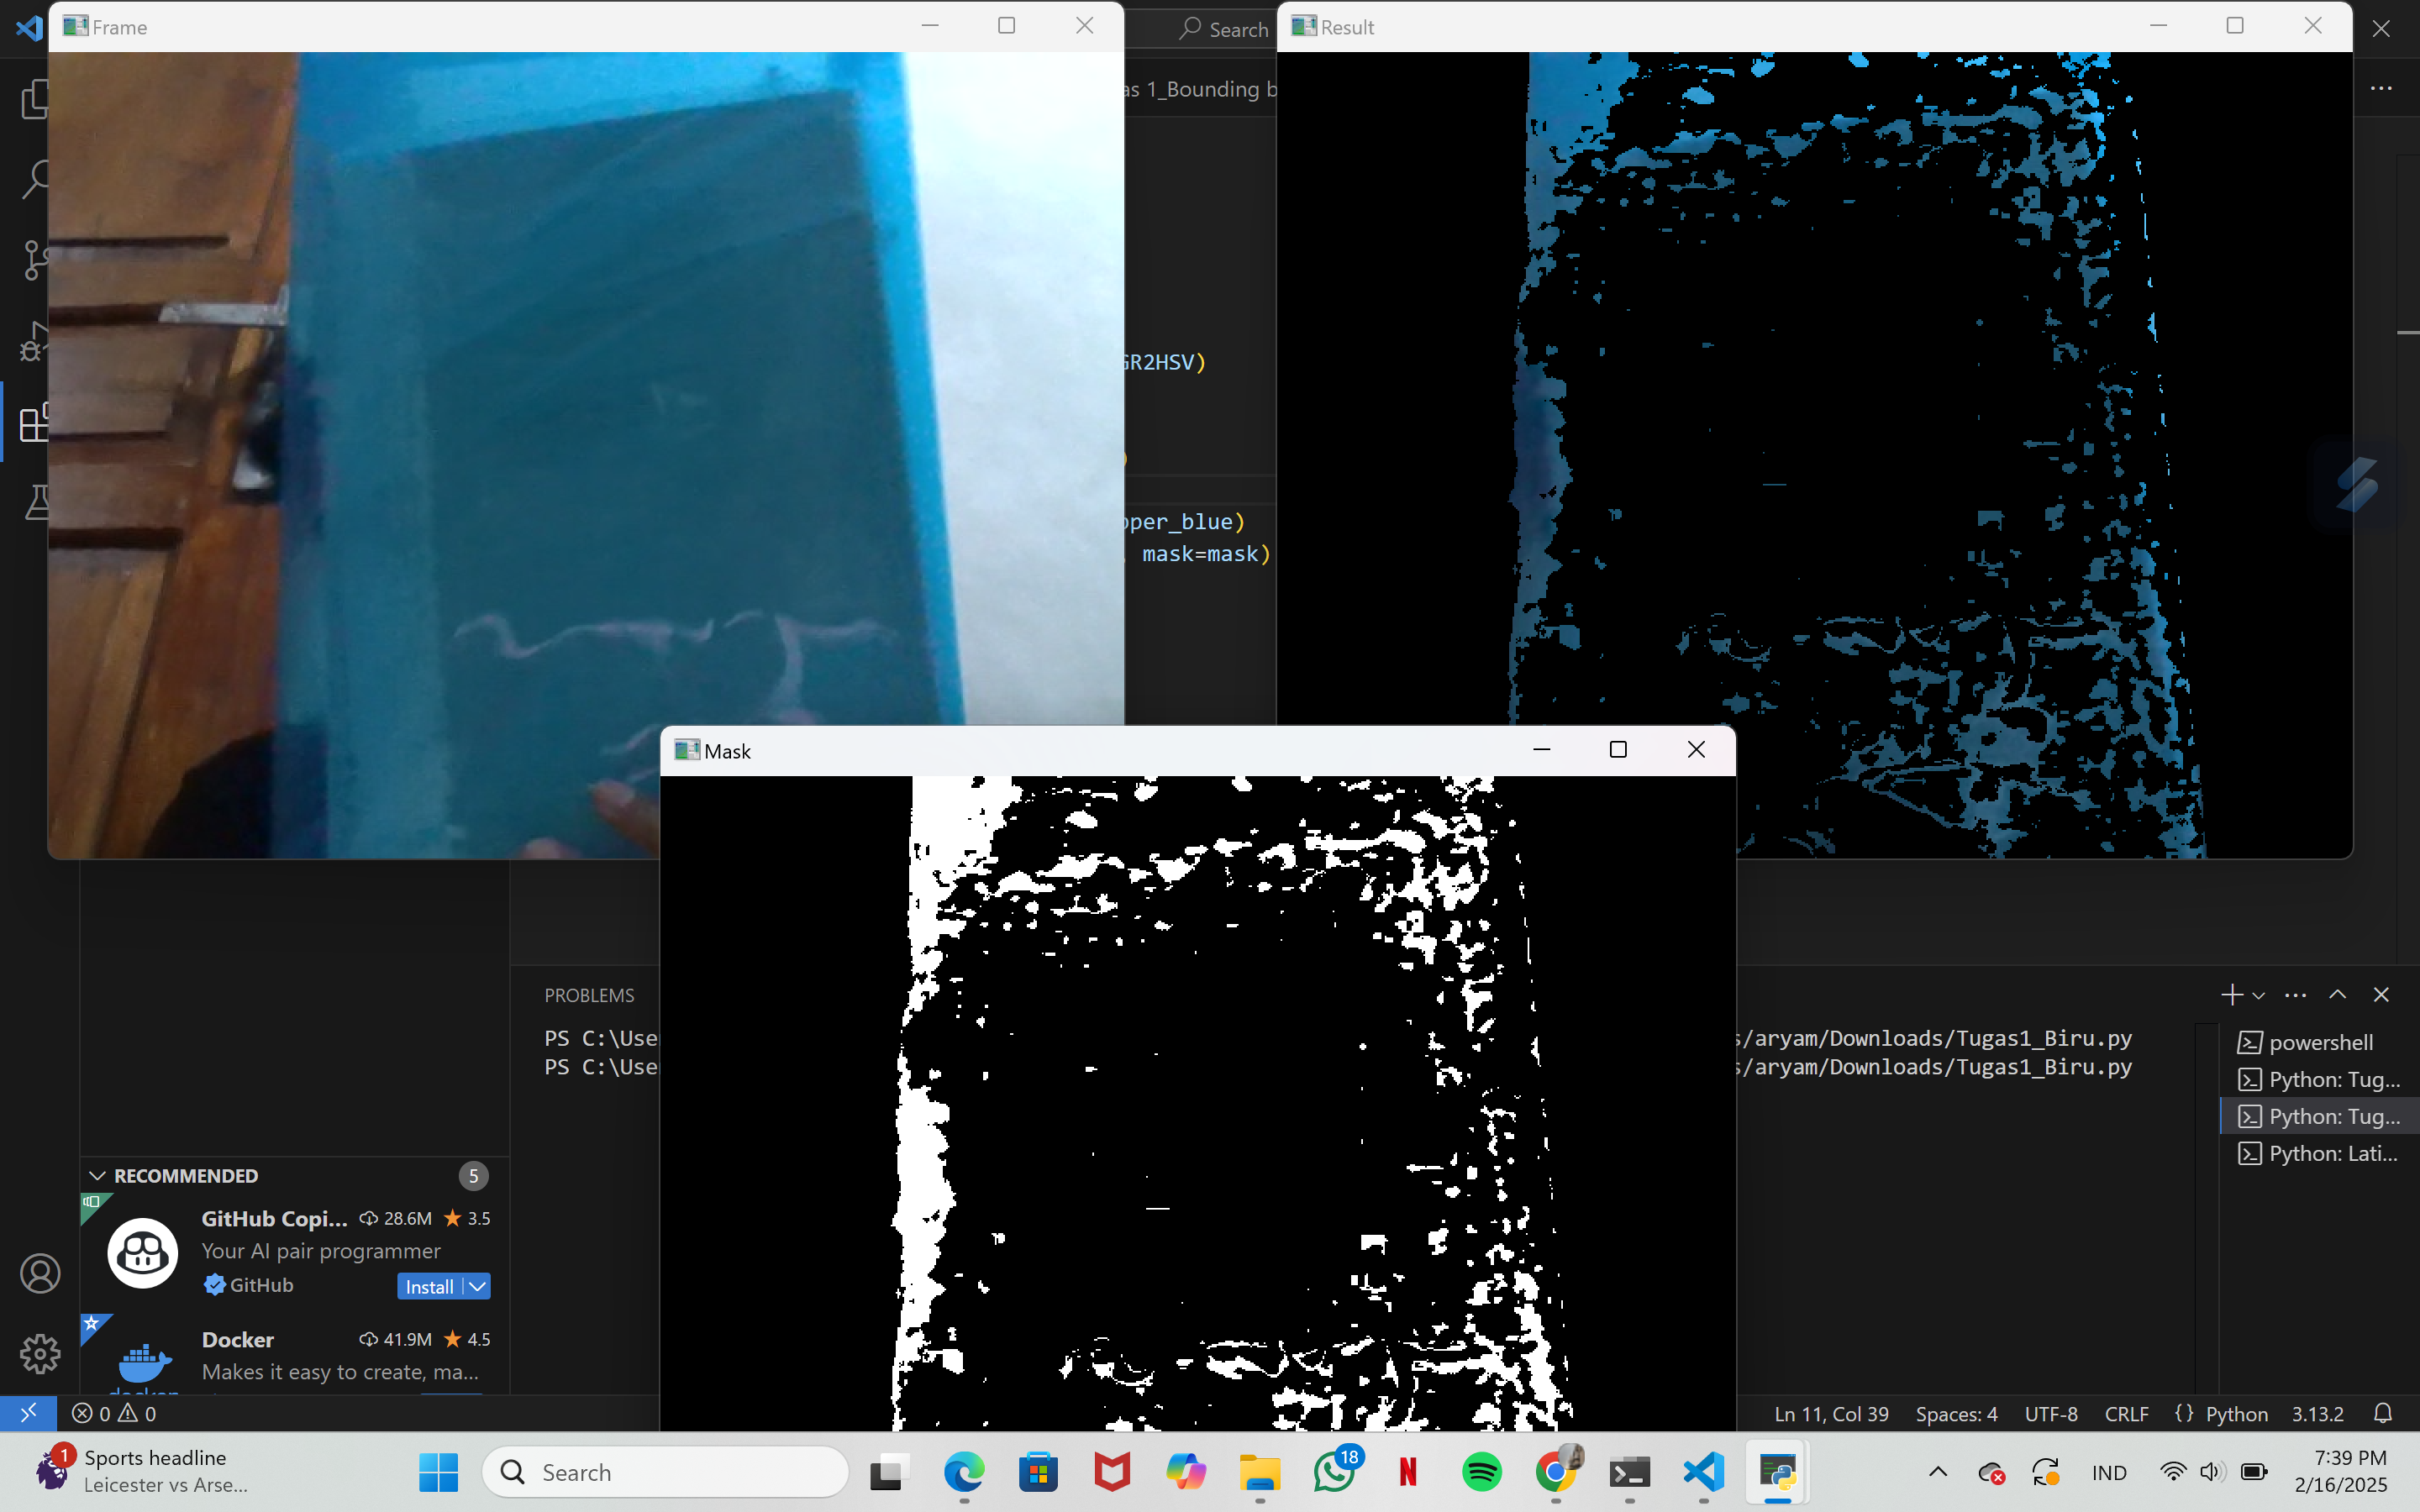 Frame
Search
Result
as 1_Bounding b
GR2HSV)
)
pper_blue)
, mask=mask)
Mask
PROBLEMS
PS C:\Use
s/aryam/Downloads/Tugas1_Biru.py
PS C:\Use
s/aryam/Downloads/Tugas1_Biru.py
powershell
Python: Tug...
Python: Tug...
Python: Lati...
RECOMMENDED
5
GitHub Copi... 28.6M 3.5
Your AI pair programmer
GitHub
Install
Docker 41.9M 4.5
Makes it easy to create, ma...
docker
0 0
Ln 11, Col 39 Spaces: 4 UTF-8 CRLF {} Python 3.13.2
1
Sports headline
Leicester vs Arse...
Search
18
N
IND
7:39 PM
2/16/2025